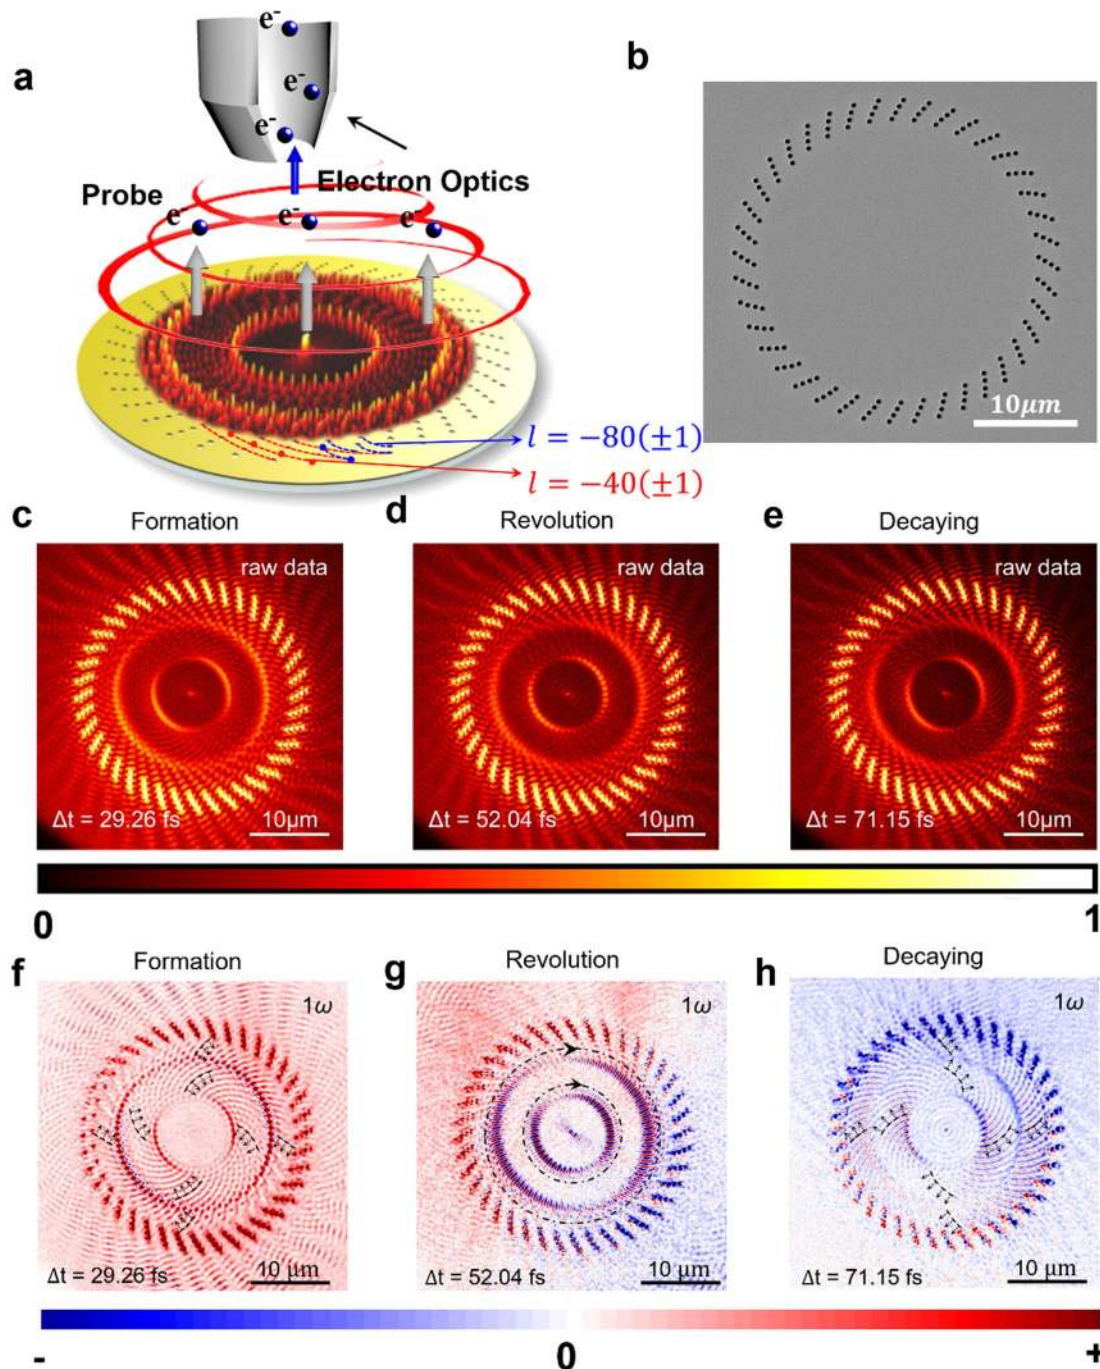 a
e-
e-
e-
Probe
Electron Optics
e-
e-
e-
l = −80(±1)
l = −40(±1)
b
10μm
c
Formation
raw data
Δt = 29.26 fs
10μm
d
Revolution
raw data
Δt = 52.04 fs
10μm
e
Decaying
raw data
Δt = 71.15 fs
10μm
0
1
f
Formation
1ω
Δt = 29.26 fs
10 μm
g
Revolution
1ω
Δt = 52.04 fs
10 μm
h
Decaying
1ω
Δt = 71.15 fs
10 μm
-
0
+